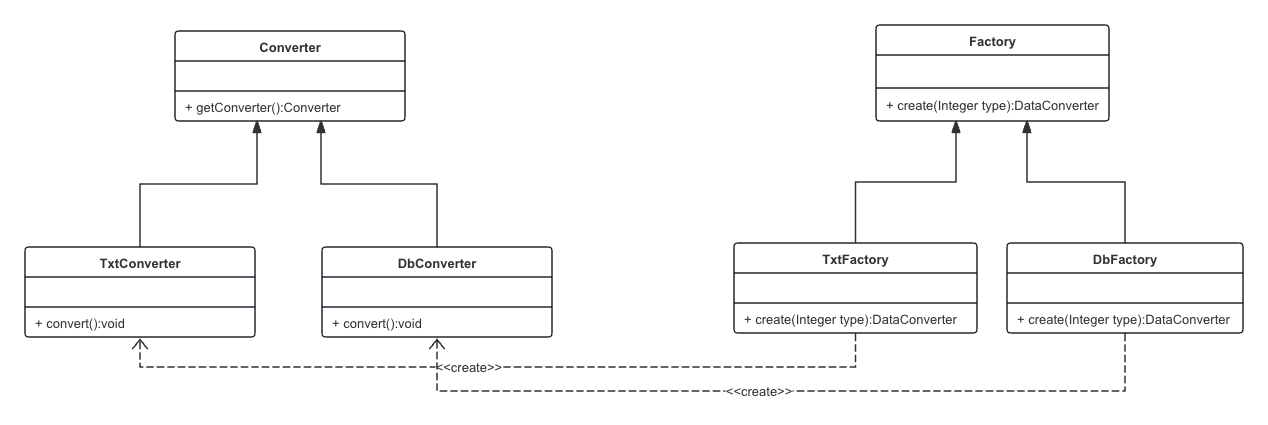 Converter
+ getConverter():Converter
Factory
+ create(Integer type):DataConverter
TxtConverter
+ convert():void
DbConverter
+ convert():void
TxtFactory
+ create(Integer type):DataConverter
DbFactory
+ create(Integer type):DataConverter
<<create>>
<<create>>